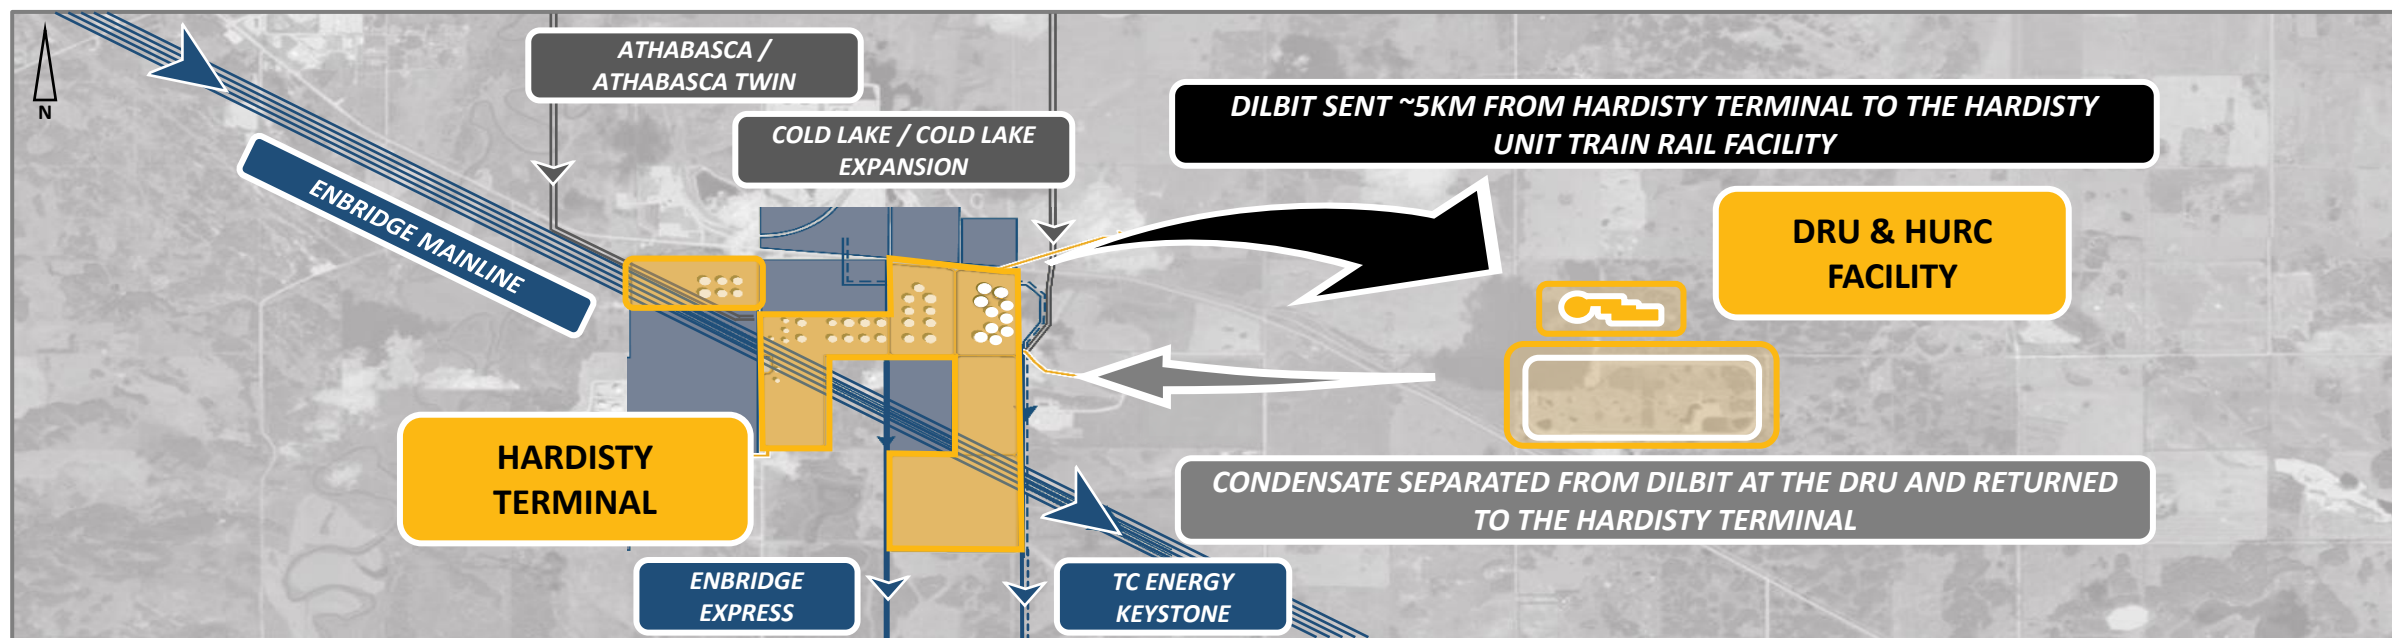 N
ATHABASCA /
ATHABASCA TWIN
COLD LAKE / COLD LAKE
EXPANSION
ENBRIDGE MAINLINE
DILBIT SENT ~5KM FROM HARDISTY TERMINAL TO THE HARDISTY
UNIT TRAIN RAIL FACILITY
DRU & HURC
FACILITY
HARDISTY
TERMINAL
CONDENSATE SEPARATED FROM DILBIT AT THE DRU AND RETURNED
TO THE HARDISTY TERMINAL
ENBRIDGE
EXPRESS
TC ENERGY
KEYSTONE